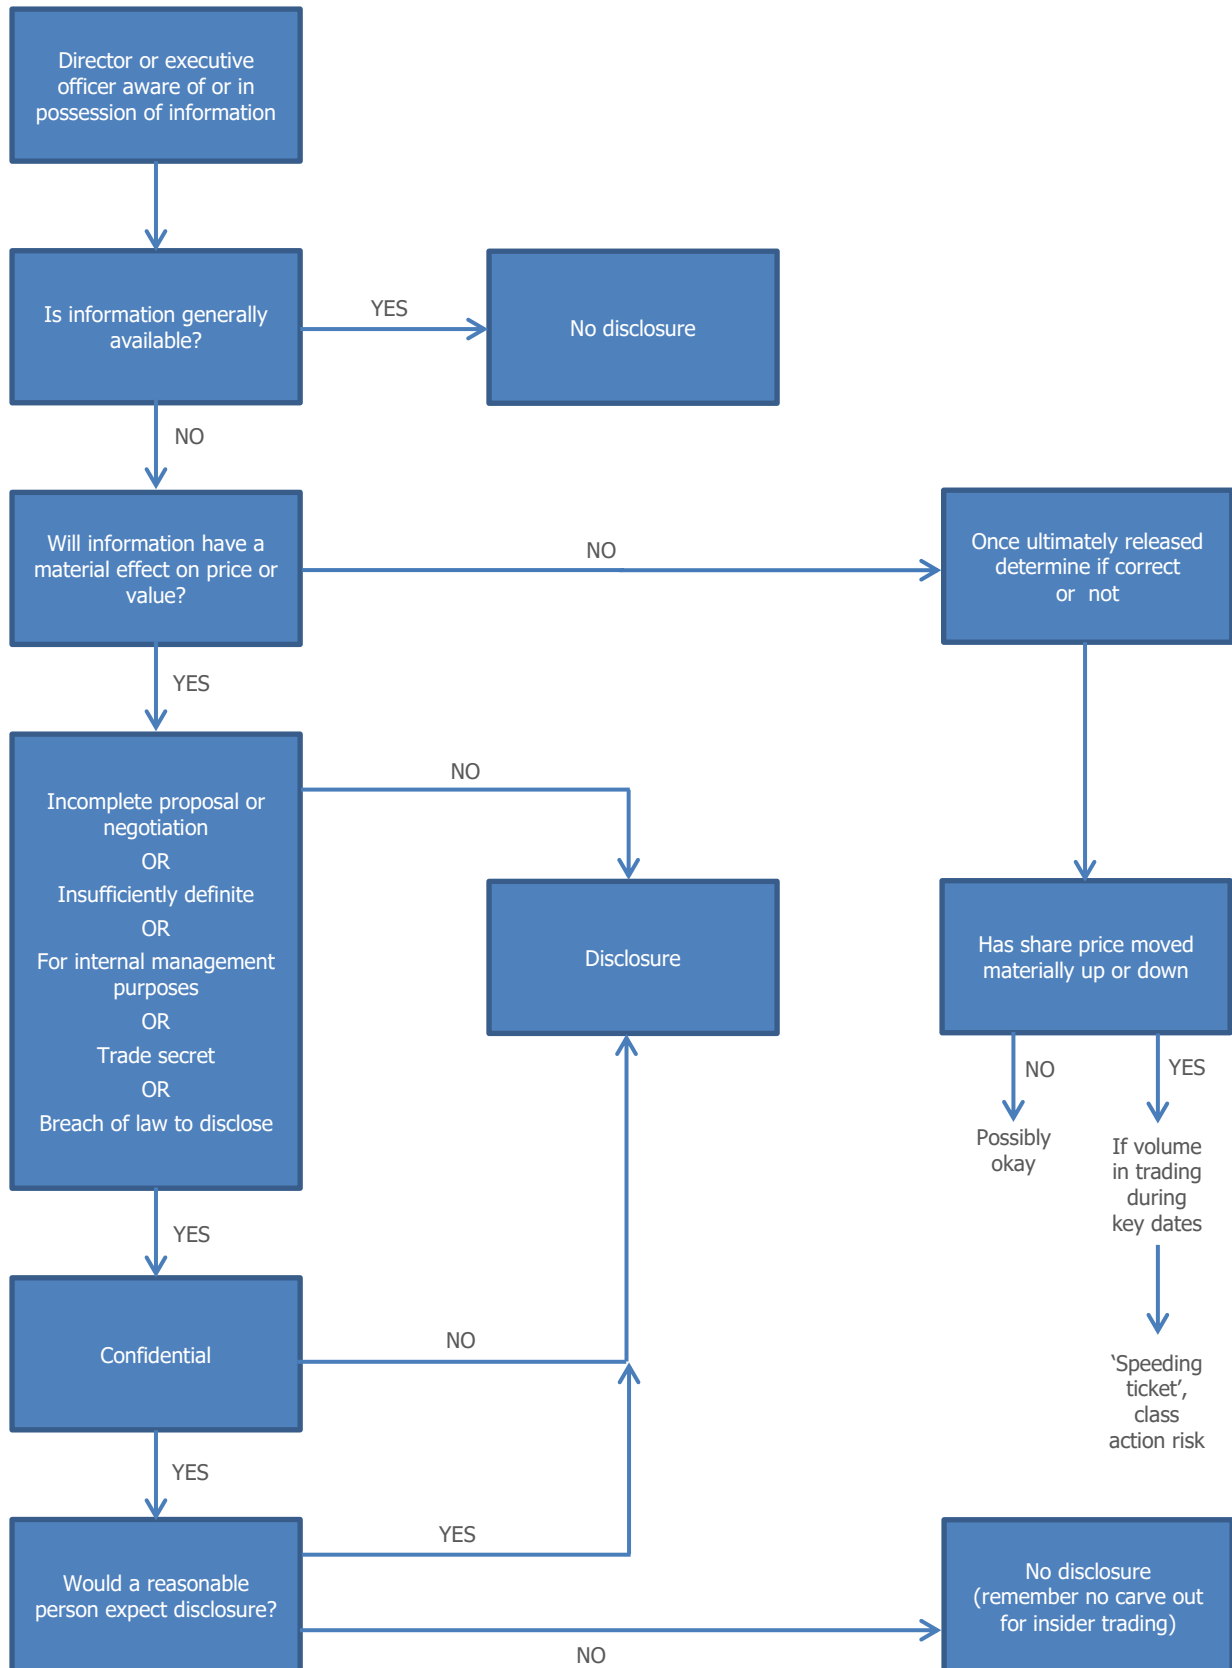 Director or executive
officer aware of or in
possession of information
Is information generally
available?
YES
No disclosure
NO
Will information have a
material effect on price or
value?
NO
Once ultimately released
determine if correct
or not
YES
Incomplete proposal or
negotiation
OR
Insufficiently definite
OR
For internal management
purposes
OR
Trade secret
OR
Breach of law to disclose
NO
Disclosure
Has share price moved
materially up or down
NO
YES
Possibly
okay
If volume
in trading
during
key dates
‘Speeding
ticket’,
class
action risk
YES
Confidential
NO
YES
Would a reasonable
person expect disclosure?
YES
NO
No disclosure
(remember no carve out
for insider trading)